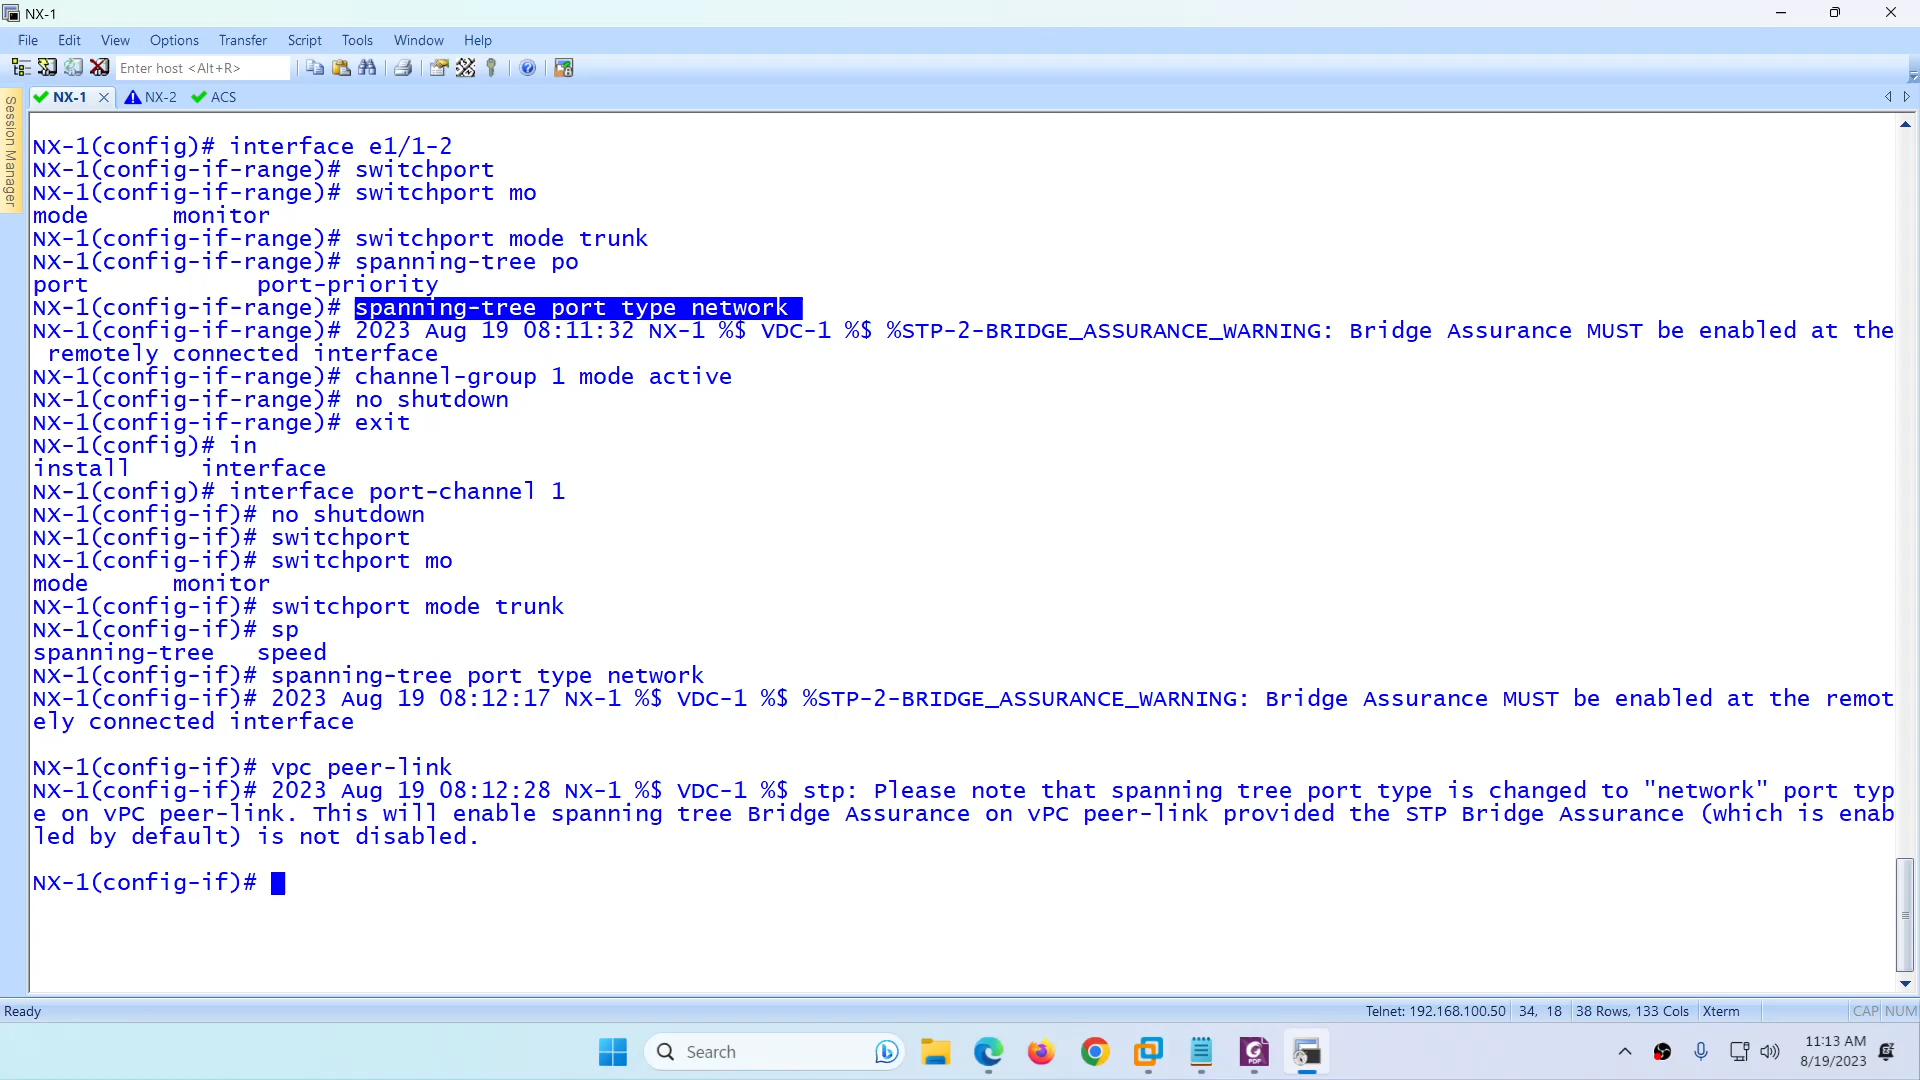 NX-1
File Edit View Options Transfer Script Tools Window Help
Enter host <Alt+R>
NX-1 NX-2 ACS
Session Manager
NX-1(config)# interface e1/1-2
NX-1(config-if-range)# switchport
NX-1(config-if-range)# switchport mo
mode monitor
NX-1(config-if-range)# switchport mode trunk
NX-1(config-if-range)# spanning-tree po
port port-priority
NX-1(config-if-range)# spanning-tree port type network
NX-1(config-if-range)# 2023 Aug 19 08:11:32 NX-1 %$ VDC-1 %$ %STP-2-BRIDGE_ASSURANCE_WARNING: Bridge Assurance MUST be enabled at the
remotely connected interface
NX-1(config-if-range)# channel-group 1 mode active
NX-1(config-if-range)# no shutdown
NX-1(config-if-range)# exit
NX-1(config)# in
install interface
NX-1(config)# interface port-channel 1
NX-1(config-if)# no shutdown
NX-1(config-if)# switchport
NX-1(config-if)# switchport mo
mode monitor
NX-1(config-if)# switchport mode trunk
NX-1(config-if)# sp
spanning-tree speed
NX-1(config-if)# spanning-tree port type network
NX-1(config-if)# 2023 Aug 19 08:12:17 NX-1 %$ VDC-1 %$ %STP-2-BRIDGE_ASSURANCE_WARNING: Bridge Assurance MUST be enabled at the remot
ely connected interface
NX-1(config-if)# vpc peer-link
NX-1(config-if)# 2023 Aug 19 08:12:28 NX-1 %$ VDC-1 %$ stp: Please note that spanning tree port type is changed to "network" port typ
e on vPC peer-link. This will enable spanning tree Bridge Assurance on vPC peer-link provided the STP Bridge Assurance (which is enab
led by default) is not disabled.
NX-1(config-if)#
Ready Telnet: 192.168.100.50 34, 18 38 Rows, 133 Cols Xterm CAP NUM
Search
11:13 AM
8/19/2023